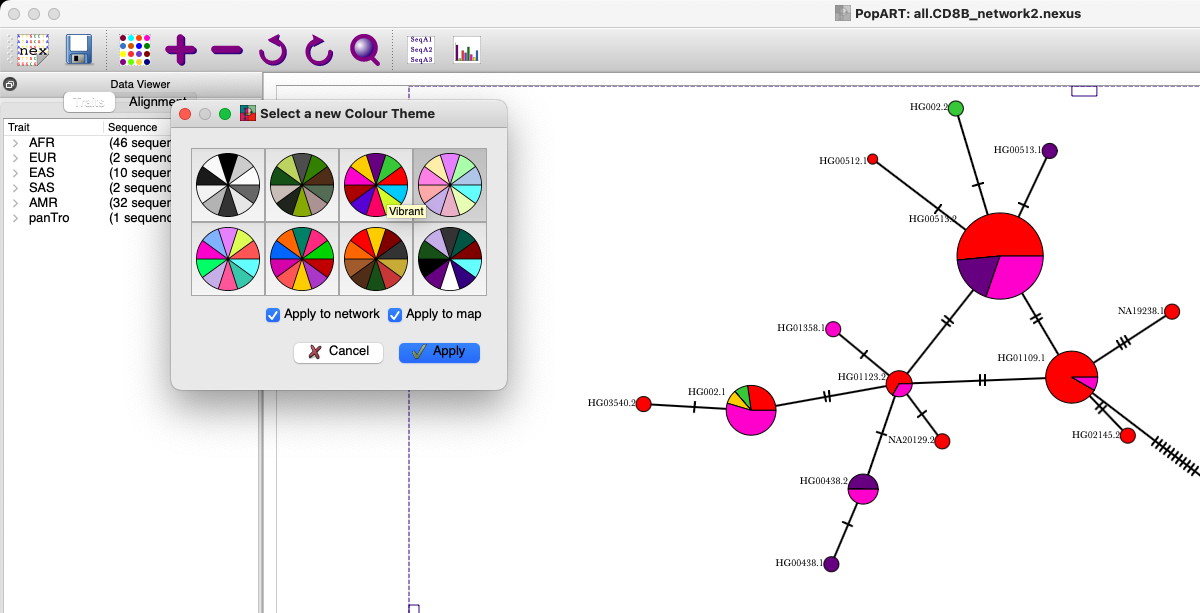 PopART: all.CD8B_network2.nexus
nex
SeqA1
SeqA2
SeqA3
Data Viewer
Traits
Alignment
Trait
Sequence
AFR (46 sequen
EUR (2 sequenc
EAS (10 sequen
SAS (2 sequenc
AMR (32 sequen
panTro (1 sequenc
Select a new Colour Theme
Vibrant
Apply to network
Apply to map
Cancel
Apply
HG002.2
HG00513.1
HG00512.1
HG00513.2
NA19238.1
HG01358.1
HG01109.1
HG01123.2
HG002.1
HG03540.2
HG02145.2
NA20129.2
HG00438.2
HG00438.1